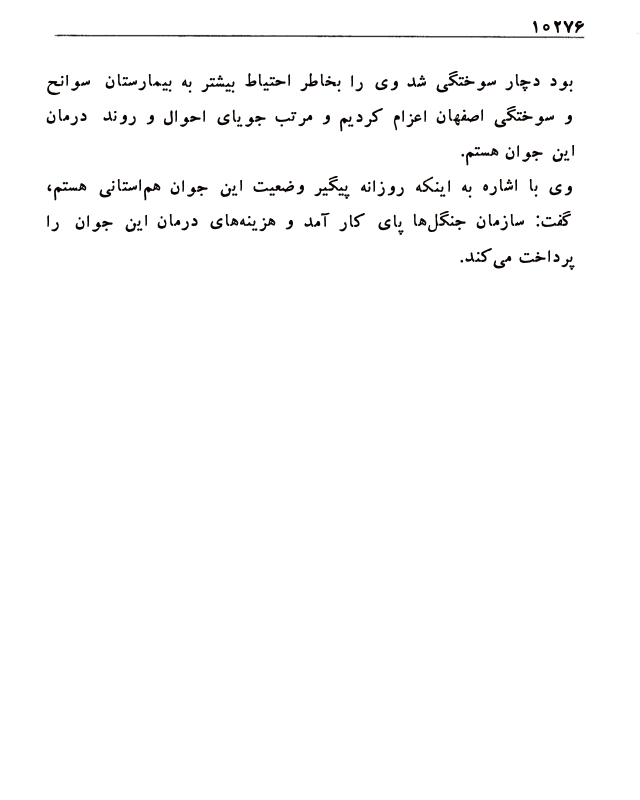 ۱۰۲۷۶
بود دچار سوختگی شد وی را بخاطر احتیاط بیشتر به بیمارستان سوانح
و سوختگی اصفهان اعزام کردیم و مرتب جویای احوال و روند درمان
این جوان هستم.
وی با اشاره به اینکه روزانه پیگیر وضعیت این جوان هم‌استانی هستم،
گفت: سازمان جنگل‌ها پای کار آمد و هزینه‌های درمان این جوان را
پرداخت می‌کند.